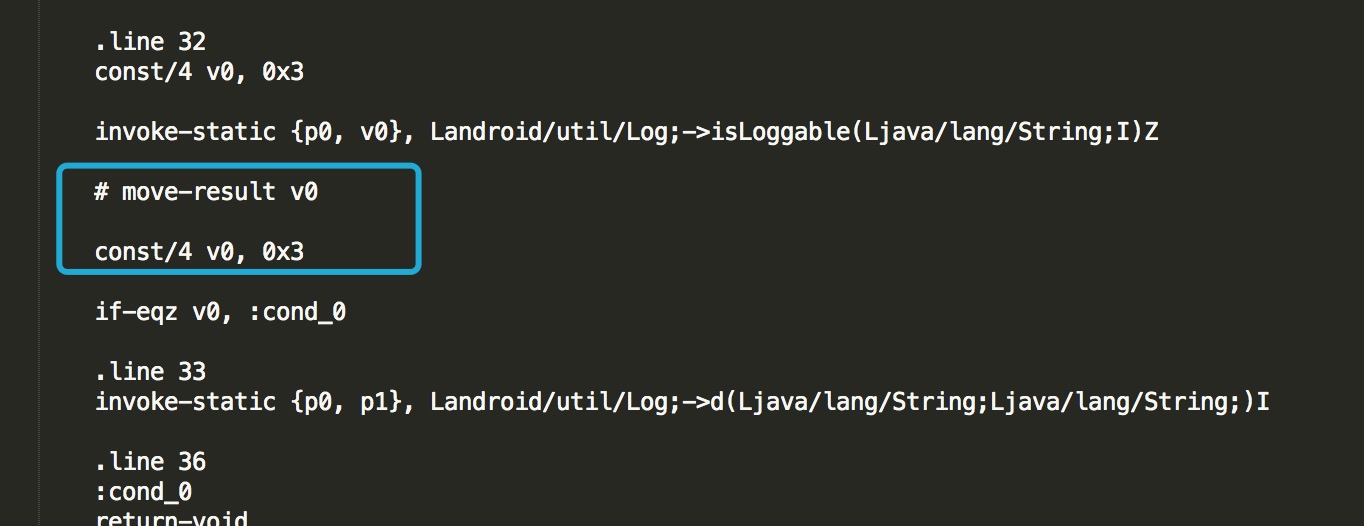 .line 32
const/4 v0, 0x3
invoke-static {p0, v0}, Landroid/util/Log;->isLoggable(Ljava/lang/String;I)Z
# move-result v0
const/4 v0, 0x3
if-eqz v0, :cond_0
.line 33
invoke-static {p0, p1}, Landroid/util/Log;->d(Ljava/lang/String;Ljava/lang/String;)I
.line 36
:cond_0
return-void